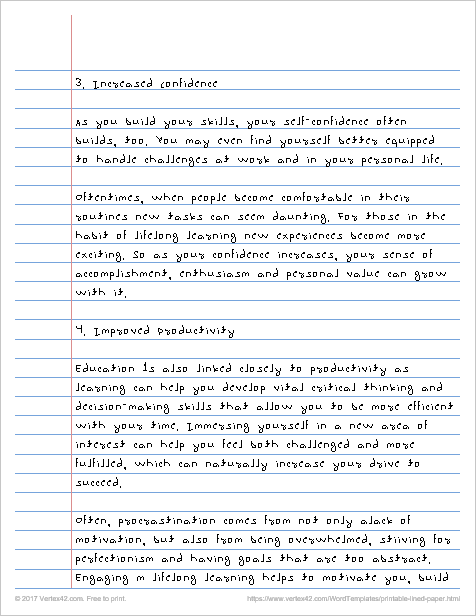 3. Increased confidence
As you build your skills, your self-confidence often
builds, too. You may even find yourself better equipped
to handle challenges at work and in your personal life.
Oftentimes, when people become comfortable in their
routines new tasks can seem daunting. For those in the
habit of lifelong learning new experiences become more
exciting. So as your confidence increases, your sense of
accomplishment, enthusiasm and personal value can grow
with it.
4. Improved productivity
Education 1s also linked closely to productivity as
learning can help you develop vital critical thinking and
decision-making skills that allow you to be more efficient
with your time. Immersing yourself in a new area of
interest can help you feel both challenged and more
fulfilled, which can naturally increase your drive to
succeed.
Often, procrastination comes from not only alack of
motivation, but also from being overwhelmed, stiiving for
perfectionism and having goals that are too abstract.
Engaging m lifelong learning helps to motivate you, build
© 2017 Vertex42.com. Free to print. https://www.vertex42.com/WordTemplates/printable-lined-paper.html